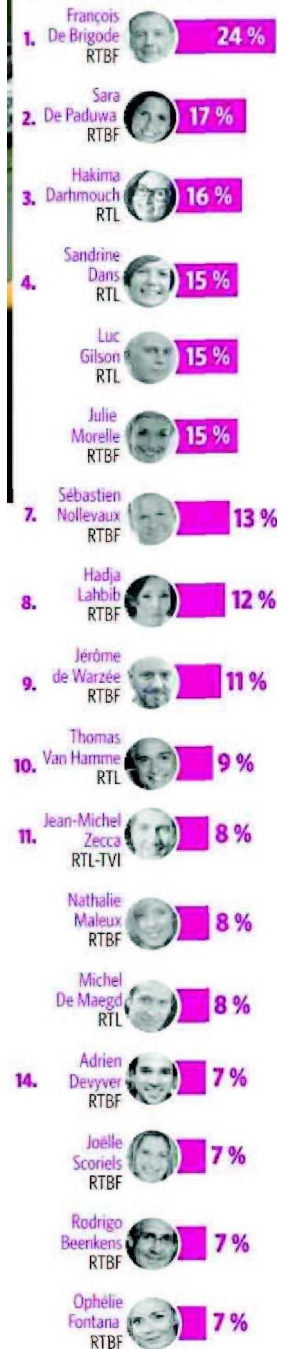 François
1. De Brigode 24 %
RTBF
Sara
2. De Paduwa 17 %
RTBF
Hakima
3. Darhmouch 16 %
RTL
Sandrine
4. Dans 15 %
RTL
Luc
Gilson 15 %
RTL
Julie
Morelle 15 %
RTBF
Sébastien
7. Nollevaux 13 %
RTBF
Hadja
8. Lahbib 12 %
RTBF
Jérôme
9. de Warzée 11 %
RTBF
Thomas
10. Van Hamme 9 %
RTL
11. Jean-Michel
Zecca 8 %
RTL-TVI
Nathalie
Maleux 8 %
RTBF
Michel
De Maegd 8 %
RTL
Adrien
14. Devyver 7 %
RTBF
Joëlle
Scoriels 7 %
RTBF
Rodrigo
Beenkens 7 %
RTBF
Ophélie
Fontana 7 %
RTBF